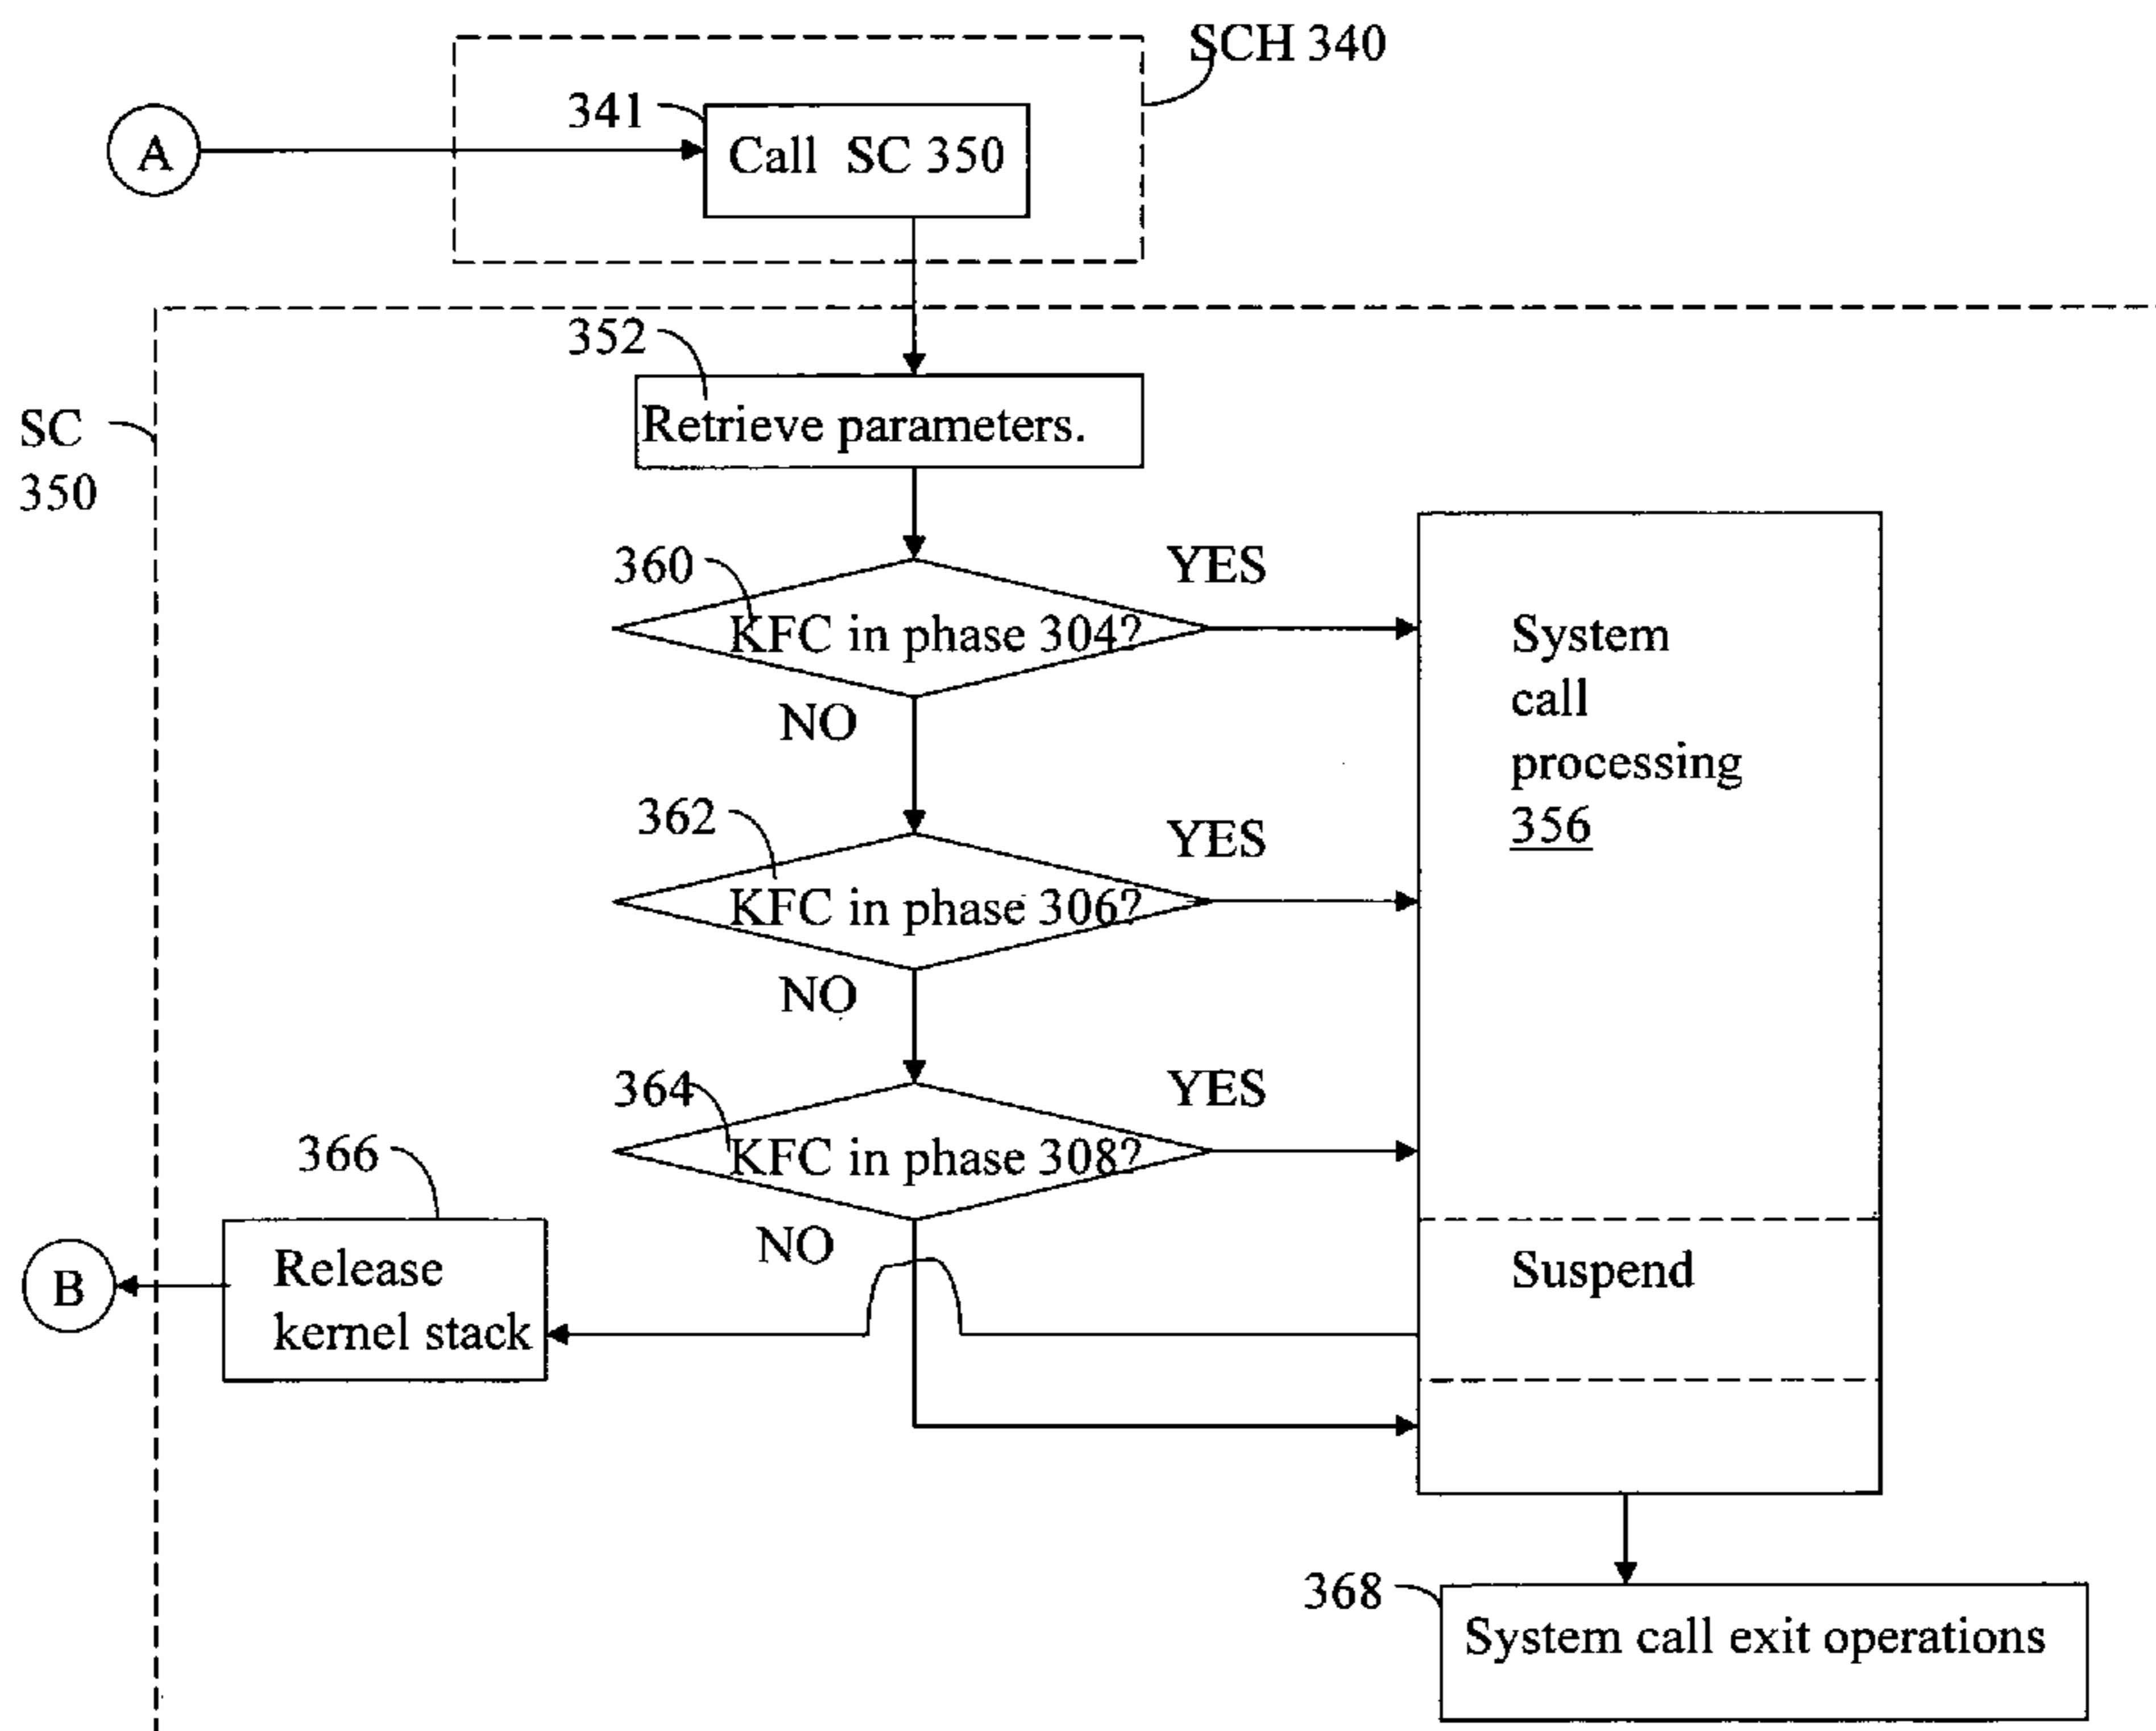 SCH 340
341
A
Call SC 350
352
Retrieve parameters.
SC
350
360
YES
KFC in phase 304?
NO
System
call
processing
356
362
YES
KFC in phase 306?
NO
364
YES
KFC in phase 308?
NO
366
Release
kernel stack
B
Suspend
368
System call exit operations